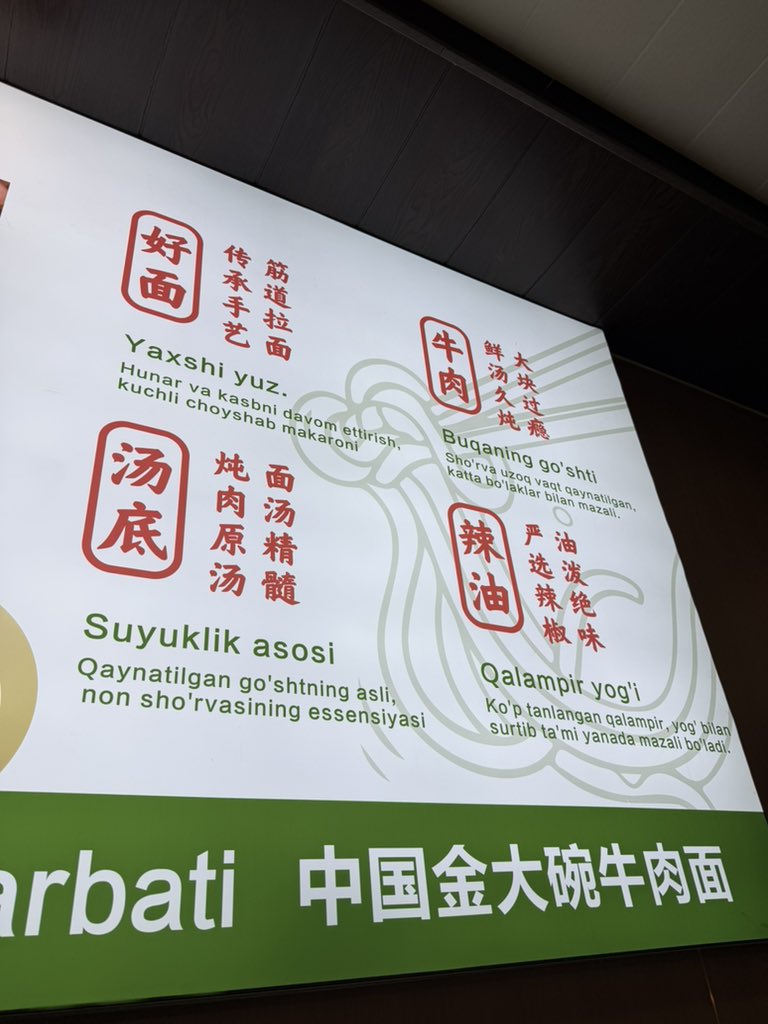 好面
传承手艺
筋道拉面
Yaxshi yuz.
Hunar va kasbni davom ettirish,
kuchli choyshab makaroni
牛肉
鲜汤久炖
大块过瘾
Buqaning go'shti
Sho'rva uzoq vaqt qaynatilgan,
katta bo'laklar bilan mazali.
汤底
炖肉原汤
面汤精髓
Suyuklik asosi
Qaynatilgan go'shtning asli,
non sho'rvasining essensiyasi
辣油
严选辣椒
油泼绝味
Qalampir yog'i
Ko'p tanlangan qalampir, yog' bilan
surtib ta'mi yanada mazali bo'ladi.
arbati 中国金大碗牛肉面